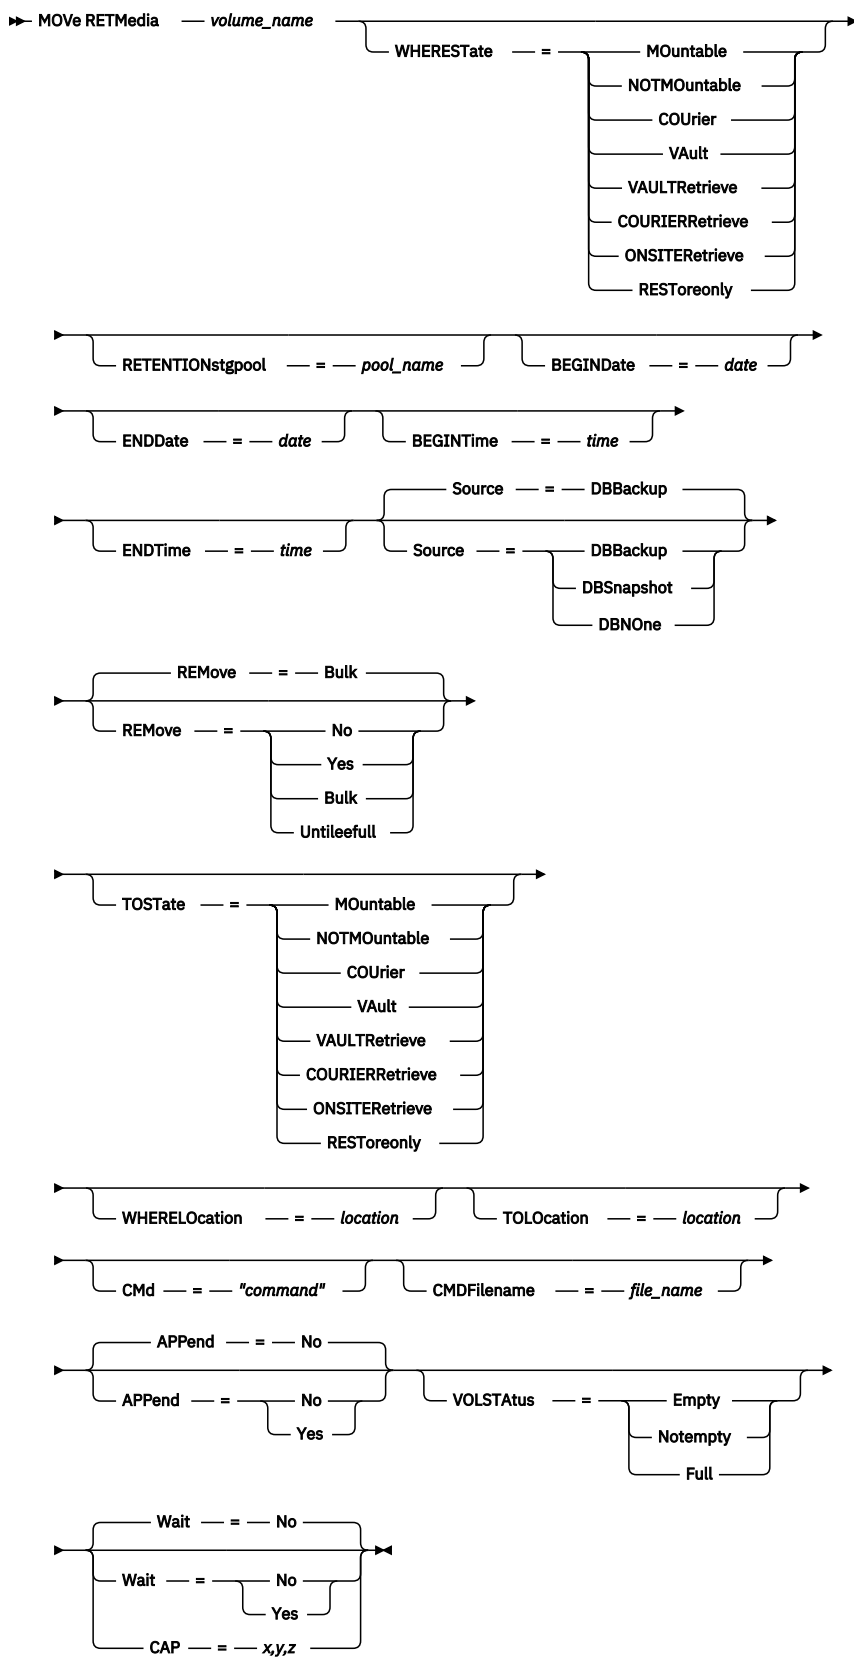 MOVe RETMedia volume_name
WHERESTate = MOuntable
NOTMOuntable
COUrier
VAult
VAULTRetrieve
COURIERRetrieve
ONSITERetrieve
RESToreonly
RETENTIONstgpool = pool_name BEGINDate = date
ENDDate = date BEGINTime = time
Source = DBBackup
ENDTime = time Source = DBBackup
DBSnapshot
DBNOne
REMove = Bulk
REMove = No
Yes
Bulk
Untileefull
TOSTate = MOuntable
NOTMOuntable
COUrier
VAult
VAULTRetrieve
COURIERRetrieve
ONSITERetrieve
RESToreonly
WHERELOcation = location TOLOcation = location
CMd = "command" CMDFilename = file_name
APPend = No
APPend = No VOLSTAtus = Empty
Yes Notempty
Full
Wait = No
Wait = No
Yes
CAP = x,y,z